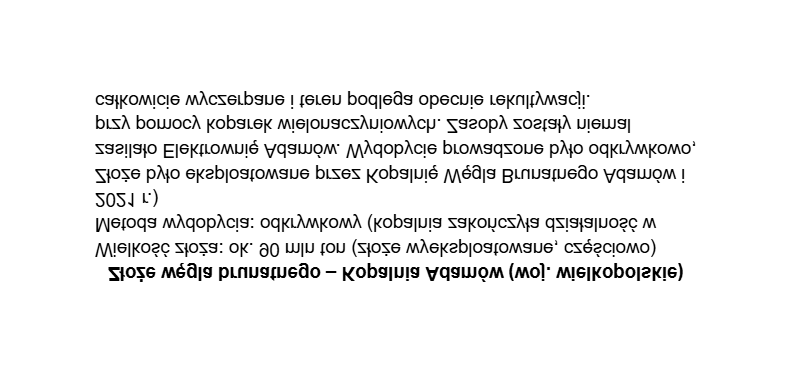 Złoże węgla brunatnego – Kopalnia Adamów (woj. wielkopolskie)
Wielkość złoża: ok. 90 mln ton (złoże wyeksploatowane, częściowo)
Metoda wydobycia: odkrywkowy (kopalnia zakończyła działalność w
2021 r.)
Złoże było eksploatowane przez Kopalnię Węgla Brunatnego Adamów i
zasilało Elektrownię Adamów. Wydobycie prowadzone było odkrywkowo,
przy pomocy koparek wielonaczyniowych. Zasoby zostały niemal
całkowicie wyczerpane i teren podlega obecnie rekultywacji.